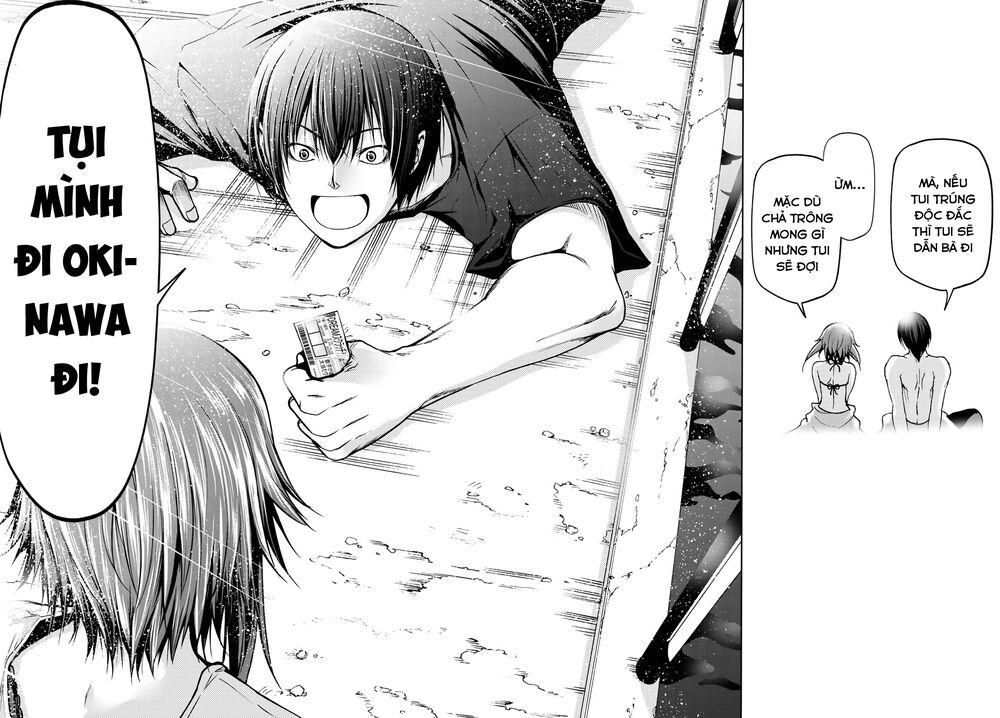 MÀ, NẾU
TUI TRÚNG
ĐỘC ĐẮC
THÌ TUI SẼ
DẪN BÀ ĐI
ỪM...
MẶC DÙ
CHẢ TRÔNG
MONG GÌ
NHƯNG TUI
SẼ ĐỢI
TỤI
MÌNH
ĐI OKI-
NAWA
ĐI!